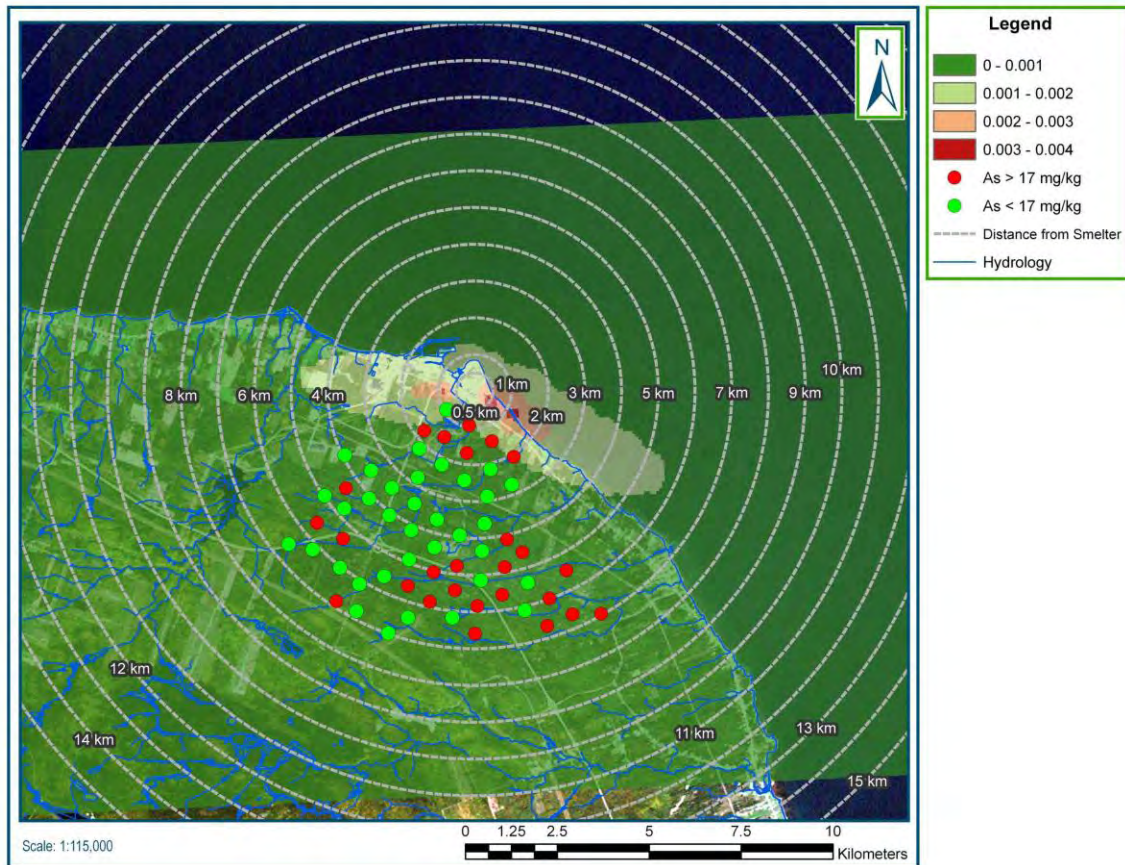 Legend
0 - 0.001
0.001 - 0.002
0.002 - 0.003
0.003 - 0.004
As > 17 mg/kg
As < 17 mg/kg
Distance from Smelter
Hydrology
N
10 km
8 km 6 km 4 km 1 km 3 km 5 km 7 km 9 km
0.5 km 2 km
12 km
14 km 11 km 13 km
15 km
Scale: 1:115,000
0 1.25 2.5 5 7.5 10
Kilometers